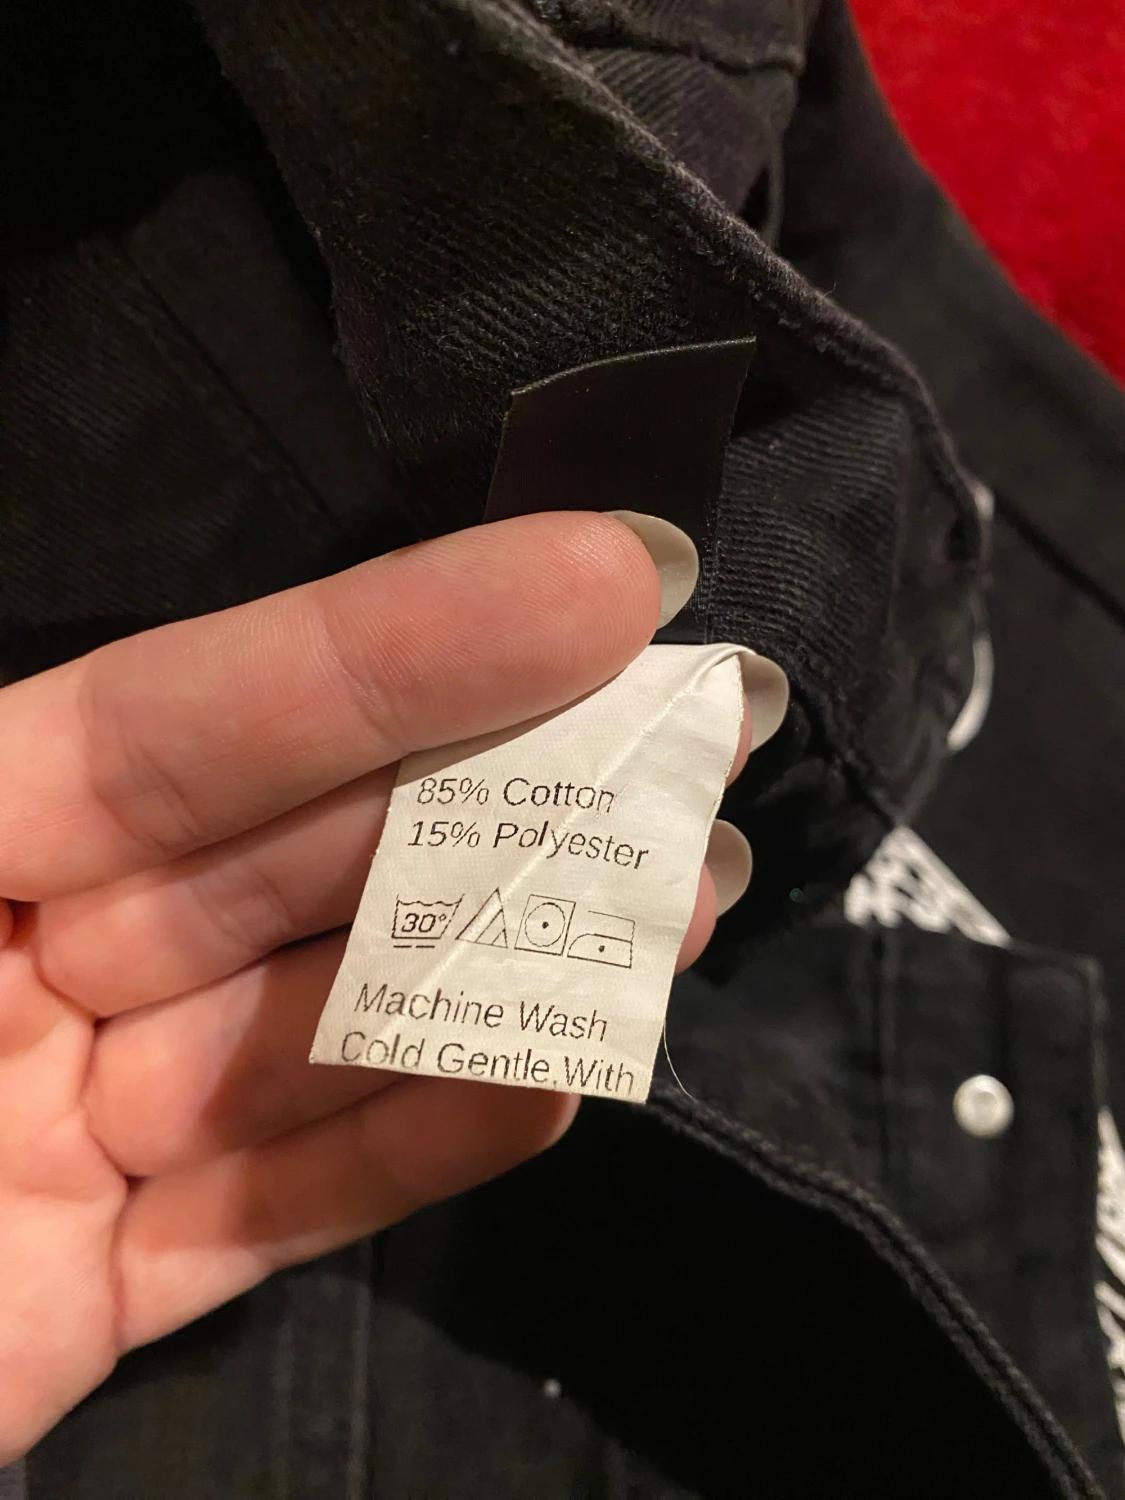 85% Cotton
15% Polyester
30°
Machine Wash
Cold Gentle,With